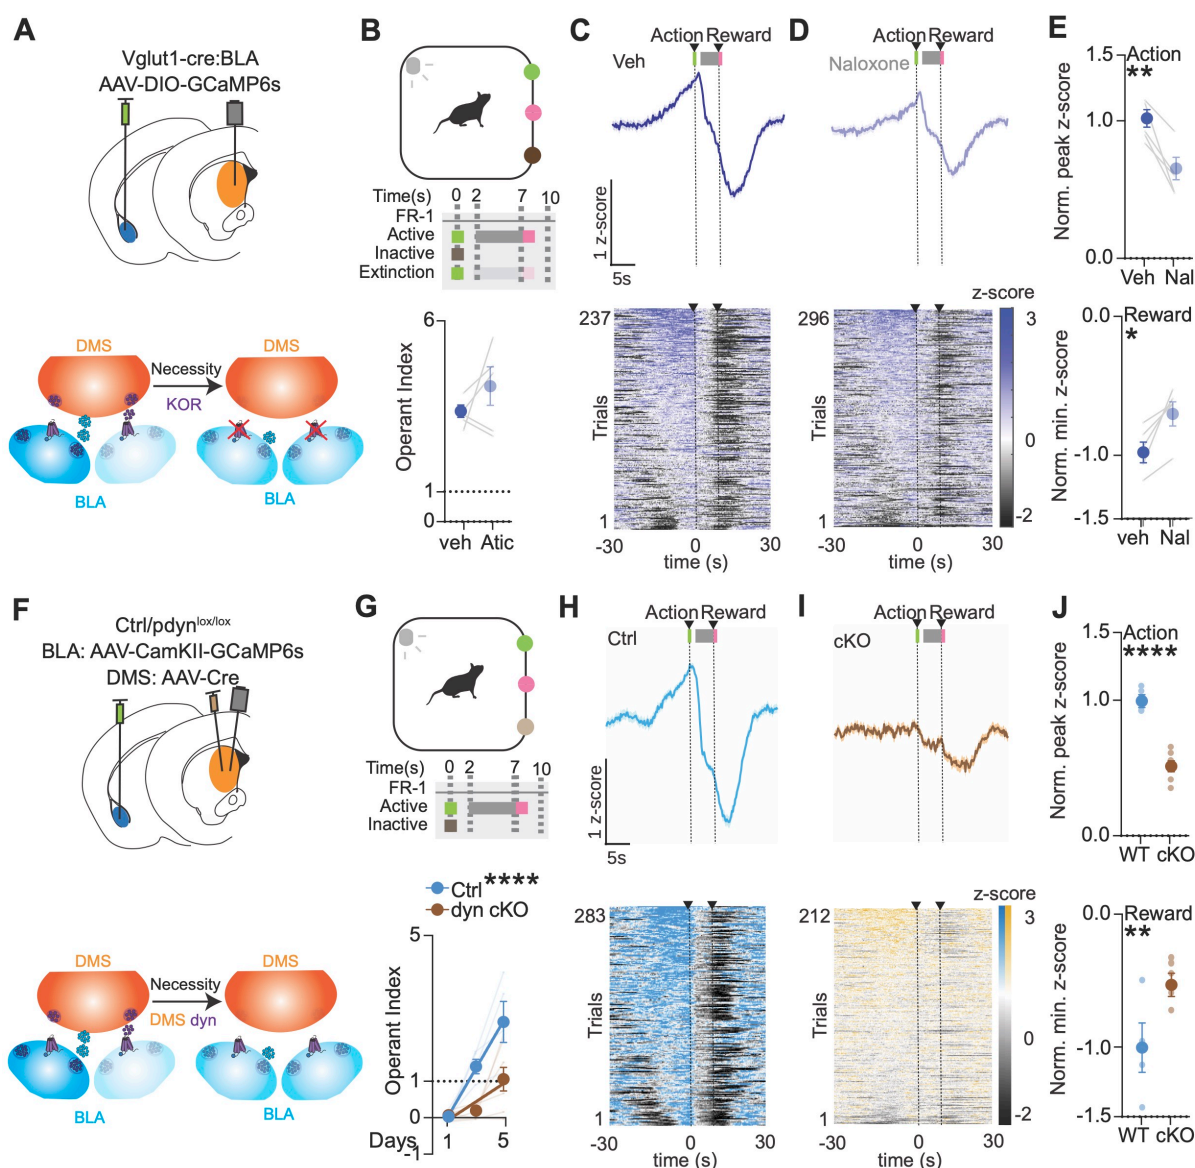 A
Vglut1-cre:BLA
AAV-DIO-GCaMP6s
DMS
Necessity
DMS
KOR
BLA
BLA
B
Time(s) 0 2 7 10
FR-1
Active
Inactive
Extinction
6
Operant Index
1
0
veh Atic
C
Action Reward
Veh
1 z-score
5s
237
Trials
1
-30 0 30
time (s)
D
Action Reward
Naloxone
296
Trials
1
-30 0 30
time (s)
z-score
3
0
-2
E
1.5
Action
**
1.0
Norm. peak z-score
0.0
Veh Nal
0.0
Reward
*
Norm. min. z-score
-1.0
-1.5
veh Nal
F
Ctrl/pdynlox/lox
BLA: AAV-CamKII-GCaMP6s
DMS: AAV-Cre
DMS
Necessity
DMS
DMS dyn
BLA
BLA
G
Time(s) 0 2 7 10
FR-1
Active
Inactive
Ctrl ****
dyn cKO
5
Operant Index
1
0
-1
Days 1 5
H
Action Reward
Ctrl
1 z-score
5s
283
Trials
1
-30 0 30
time (s)
I
Action Reward
cKO
212
Trials
1
-30 0 30
time (s)
z-score
3
0
-2
J
1.5
Action
****
1.0
Norm. peak z-score
0.0
WT cKO
0.0
Reward
**
Norm. min. z-score
-1.0
-1.5
WT cKO